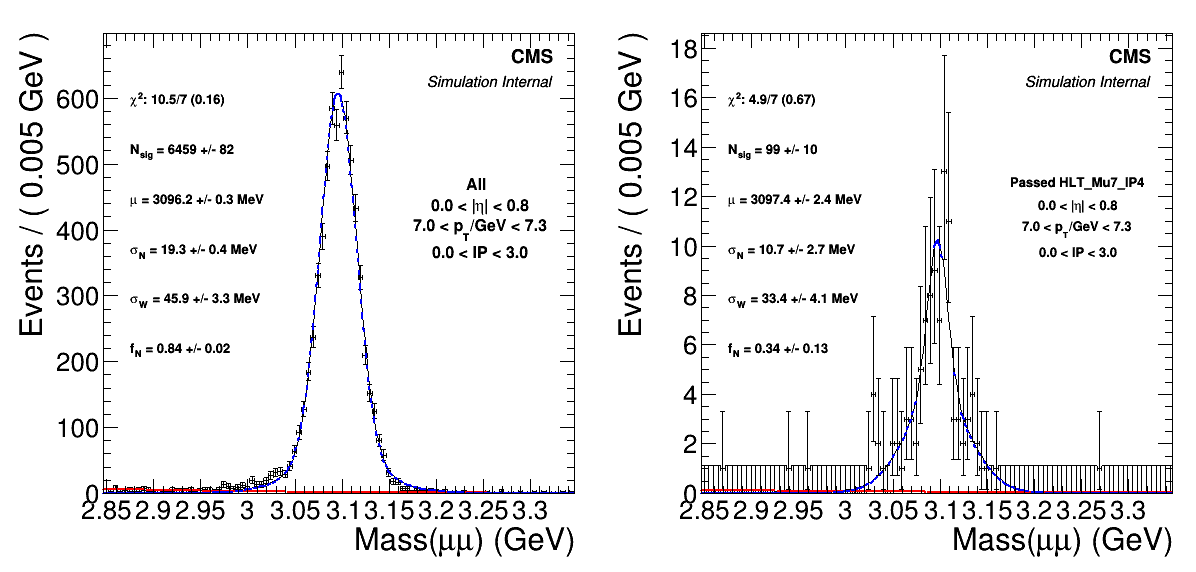 CMS
Simulation Internal
χ²: 10.5/7 (0.16)
N_sig = 6459 +/- 82
μ = 3096.2 +/- 0.3 MeV
σ_N = 19.3 +/- 0.4 MeV
σ_W = 45.9 +/- 3.3 MeV
f_N = 0.84 +/- 0.02
All
0.0 < |η| < 0.8
7.0 < p_T/GeV < 7.3
0.0 < IP < 3.0
Events / ( 0.005 GeV )
600
500
400
300
200
100
0
2.85 2.9 2.95 3 3.05 3.1 3.15 3.2 3.25 3.3
Mass(μμ) (GeV)
CMS
Simulation Internal
χ²: 4.9/7 (0.67)
N_sig = 99 +/- 10
μ = 3097.4 +/- 2.4 MeV
σ_N = 10.7 +/- 2.7 MeV
σ_W = 33.4 +/- 4.1 MeV
f_N = 0.34 +/- 0.13
Passed HLT_Mu7_IP4
0.0 < |η| < 0.8
7.0 < p_T/GeV < 7.3
0.0 < IP < 3.0
Events / ( 0.005 GeV )
18
16
14
12
10
8
6
4
2
0
2.85 2.9 2.95 3 3.05 3.1 3.15 3.2 3.25 3.3
Mass(μμ) (GeV)